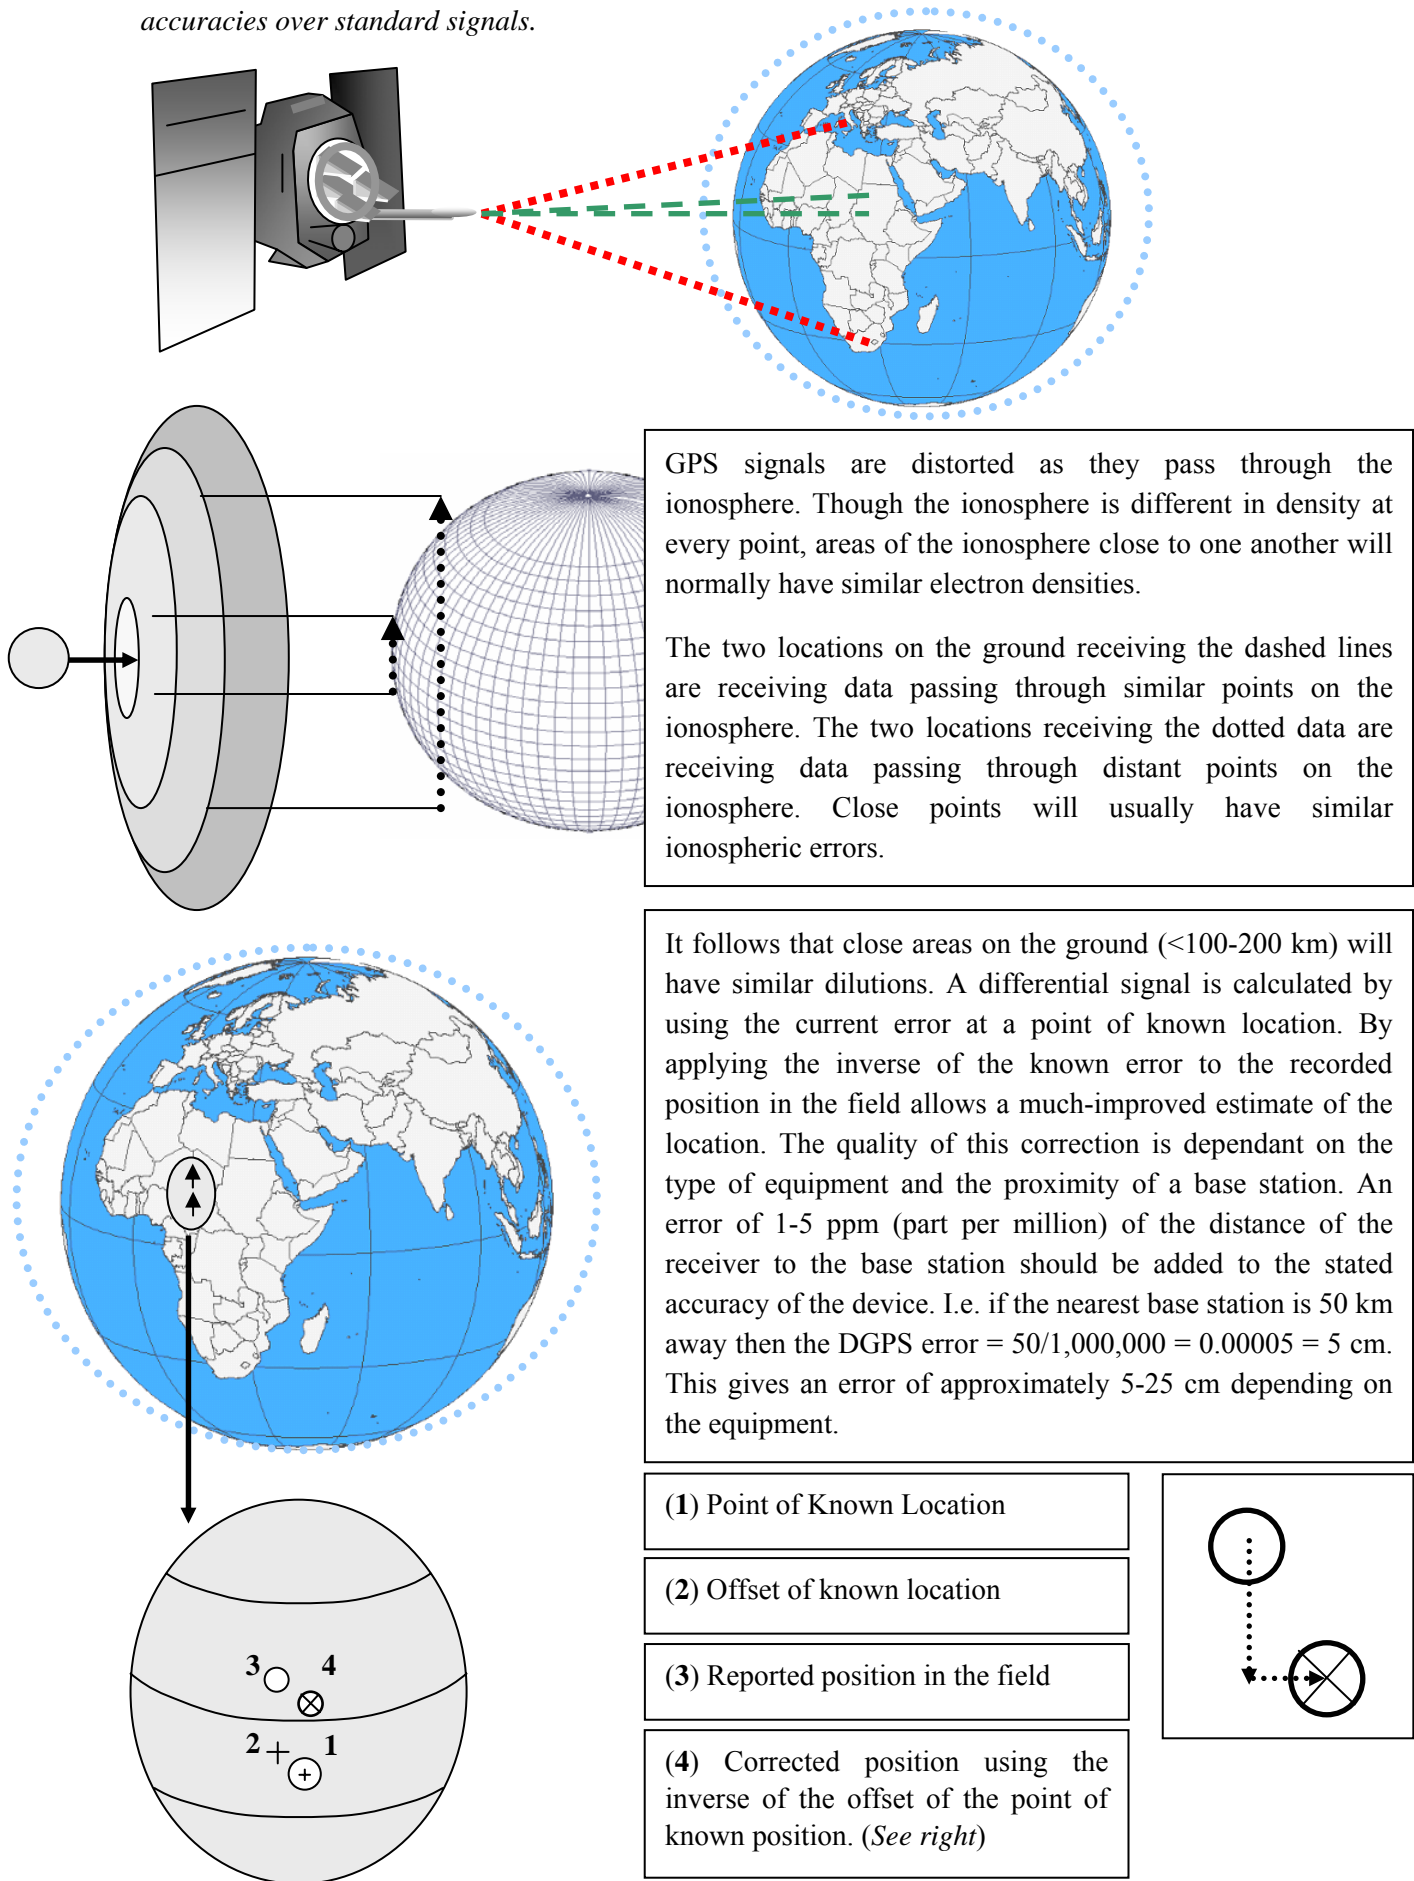 accuracies over standard signals.
GPS signals are distorted as they pass through the
ionosphere. Though the ionosphere is different in density at
every point, areas of the ionosphere close to one another will
normally have similar electron densities.
The two locations on the ground receiving the dashed lines
are receiving data passing through similar points on the
ionosphere. The two locations receiving the dotted data are
receiving data passing through distant points on the
ionosphere. Close points will usually have similar
ionospheric errors.
It follows that close areas on the ground (<100-200 km) will
have similar dilutions. A differential signal is calculated by
using the current error at a point of known location. By
applying the inverse of the known error to the recorded
position in the field allows a much-improved estimate of the
location. The quality of this correction is dependant on the
type of equipment and the proximity of a base station. An
error of 1-5 ppm (part per million) of the distance of the
receiver to the base station should be added to the stated
accuracy of the device. I.e. if the nearest base station is 50 km
away then the DGPS error = 50/1,000,000 = 0.00005 = 5 cm.
This gives an error of approximately 5-25 cm depending on
the equipment.
(1) Point of Known Location
(2) Offset of known location
(3) Reported position in the field
(4) Corrected position using the
inverse of the offset of the point of
known position. (See right)
3 4
2 1